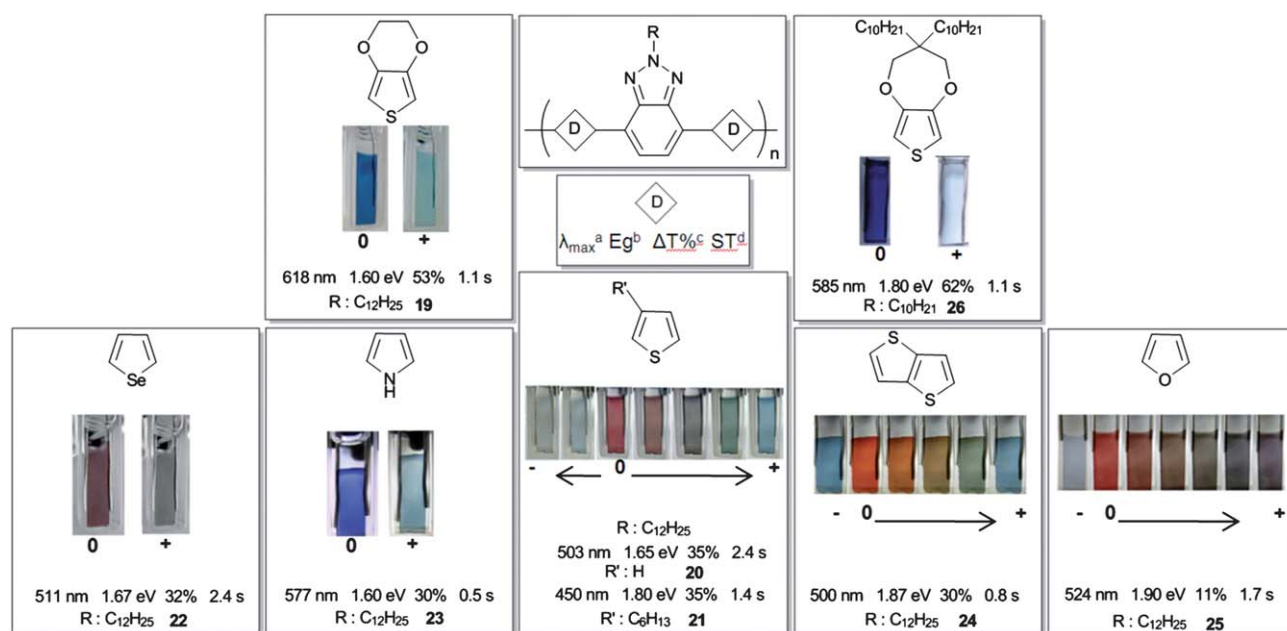 O O
S
0 +
618 nm 1.60 eV 53% 1.1 s
R : C₁₂H₂₅ 19
R
N
N N
D D
n
D
λmaxᵃ Egᵇ ΔT%ᶜ STᵈ
C₁₀H₂₁ C₁₀H₂₁
O O
S
0 +
585 nm 1.80 eV 62% 1.1 s
R : C₁₀H₂₁ 26
Se
0 +
511 nm 1.67 eV 32% 2.4 s
R : C₁₂H₂₅ 22
N
H
0 +
577 nm 1.60 eV 30% 0.5 s
R : C₁₂H₂₅ 23
R'
S
- 0 +
R : C₁₂H₂₅
503 nm 1.65 eV 35% 2.4 s
R' : H 20
450 nm 1.80 eV 35% 1.4 s
R' : C₆H₁₃ 21
S
S
- 0 +
500 nm 1.87 eV 30% 0.8 s
R : C₁₂H₂₅ 24
O
- 0 +
524 nm 1.90 eV 11% 1.7 s
R : C₁₂H₂₅ 25